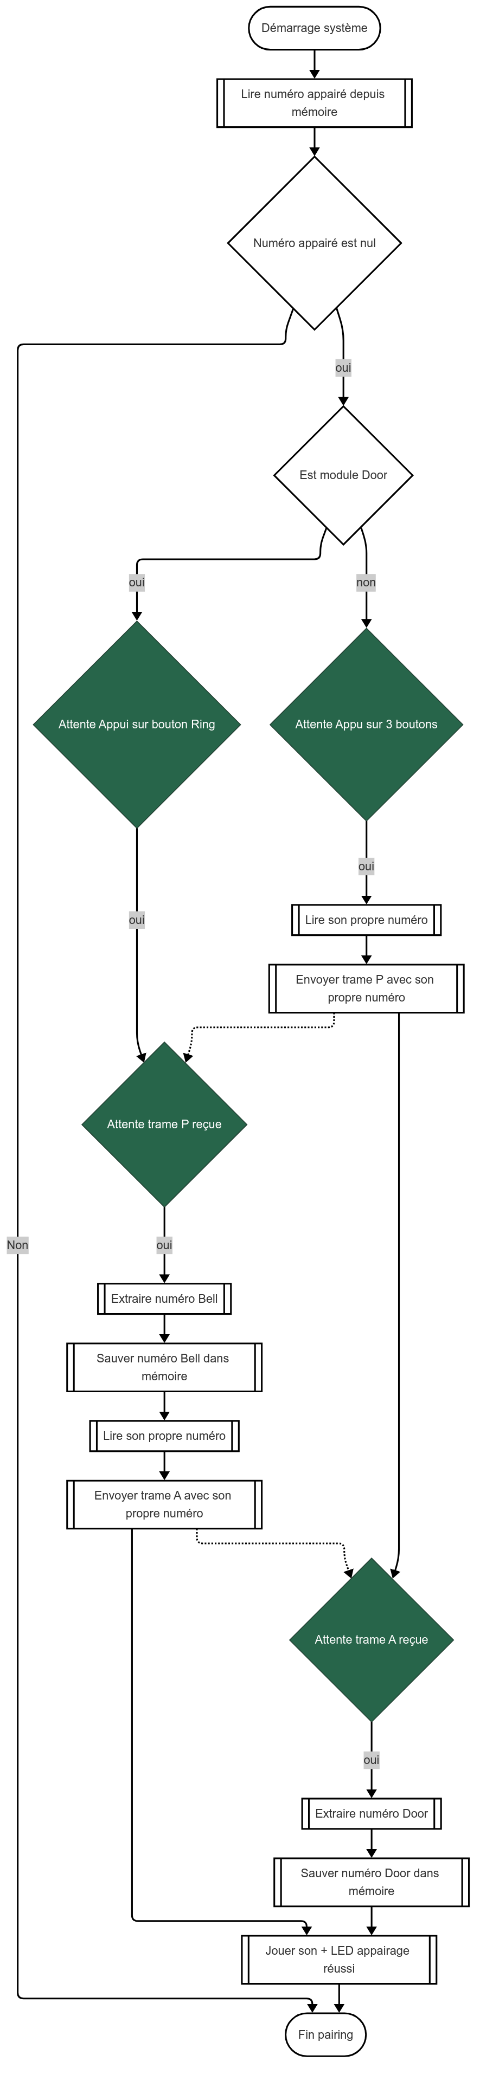 Démarrage système
Lire numéro appairé depuis
mémoire
Numéro appairé est nul
oui
Est module Door
oui
non
Attente Appui sur bouton Ring
Attente Appu sur 3 boutons
oui
Lire son propre numéro
oui
Envoyer trame P avec son
propre numéro
Attente trame P reçue
Non
oui
Extraire numéro Bell
Sauver numéro Bell dans
mémoire
Lire son propre numéro
Envoyer trame A avec son
propre numéro
Attente trame A reçue
oui
Extraire numéro Door
Sauver numéro Door dans
mémoire
Jouer son + LED appairage
réussi
Fin pairing